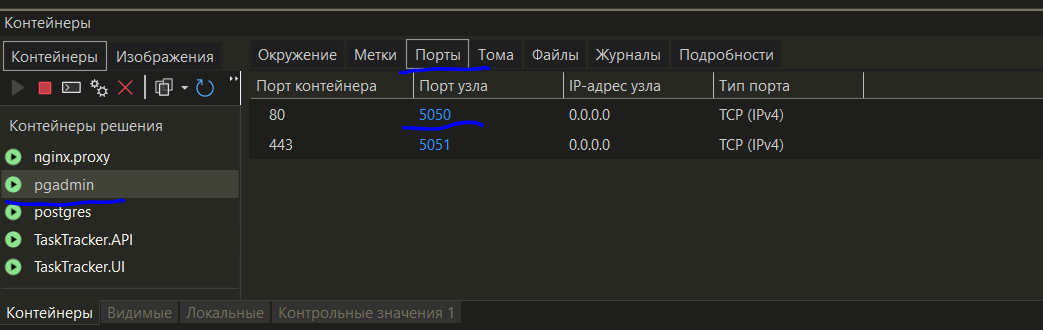 Контейнеры
Контейнеры Изображения
Окружение Метки Порты Тома Файлы Журналы Подробности
Порт контейнера Порт узла IP-адрес узла Тип порта
80 5050 0.0.0.0 TCP (IPv4)
443 5051 0.0.0.0 TCP (IPv4)
Контейнеры решения
nginx.proxy
pgadmin
postgres
TaskTracker.API
TaskTracker.UI
Контейнеры Видимые Локальные Контрольные значения 1